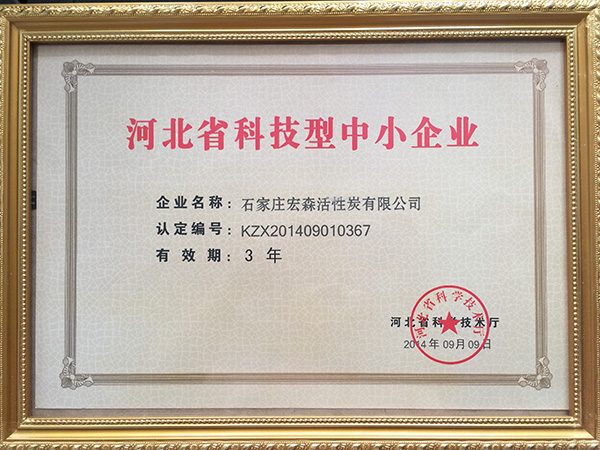 河北省科技型中小企业
企业名称：石家庄宏森活性炭有限公司
认定编号：KZX201409010367
有效期：3 年
河北省科学技术厅
河北省科学技术厅
2014年09月09日